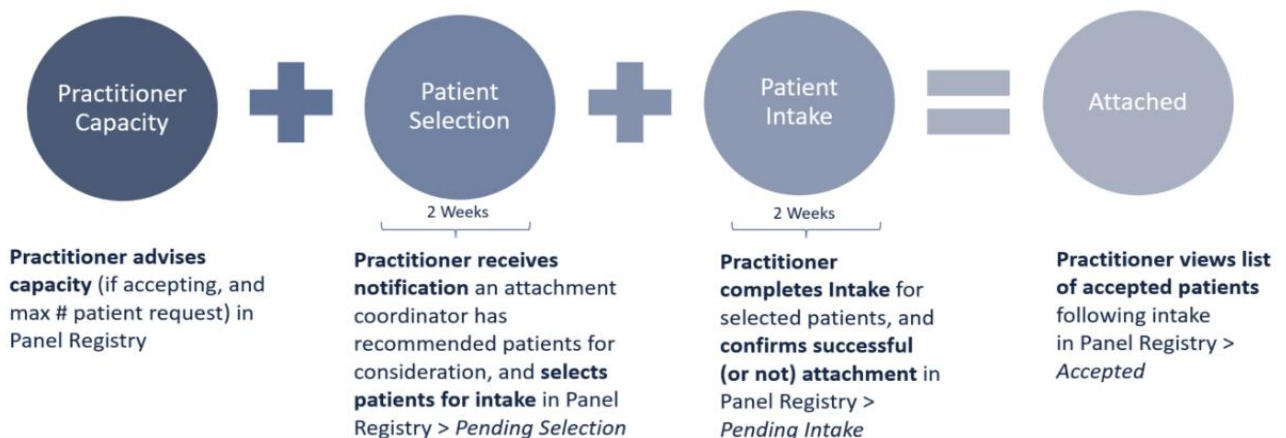 Practitioner
Capacity
Patient
Selection
Patient
Intake
Attached
2 Weeks
2 Weeks
Practitioner advises
capacity (if accepting, and
max # patient request) in
Panel Registry
Practitioner receives
notification an attachment
coordinator has
recommended patients for
consideration, and selects
patients for intake in Panel
Registry > Pending Selection
Practitioner
completes Intake for
selected patients, and
confirms successful
(or not) attachment in
Panel Registry >
Pending Intake
Practitioner views list
of accepted patients
following intake
in Panel Registry >
Accepted